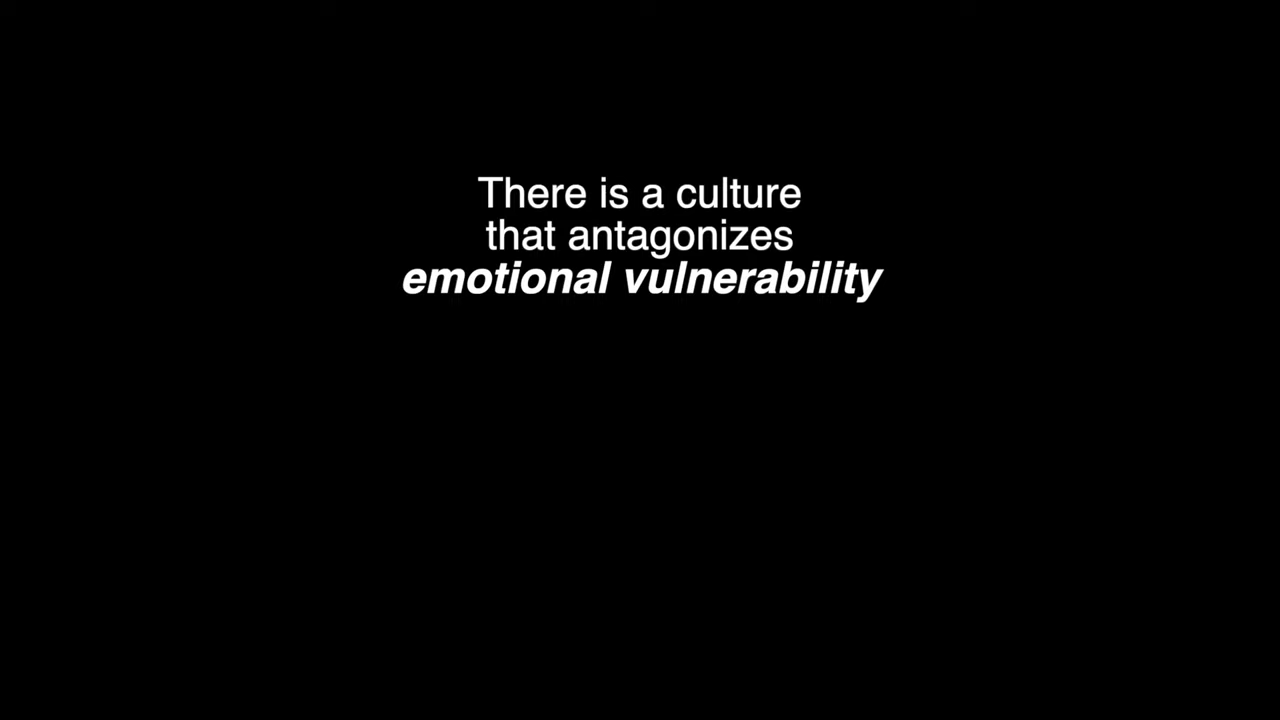 There is a culture
that antagonizes
emotional vulnerability